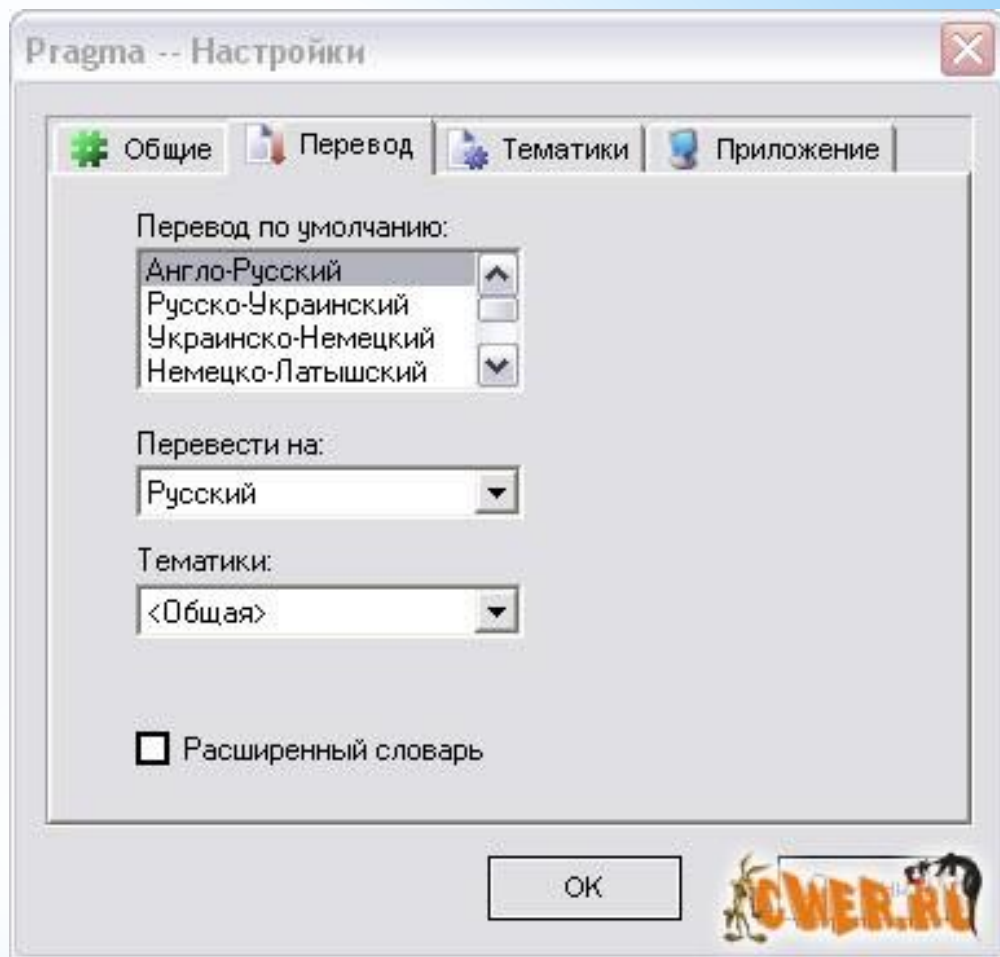 Pragma -- Настройки
Общие
Перевод
Тематики
Приложение
Перевод по умолчанию:
Англо-Русский
Русско-Украинский
Украинско-Немецкий
Немецко-Латышский
Перевести на:
Русский
Тематики:
<Общая>
Расширенный словарь
OK
CWER.RU